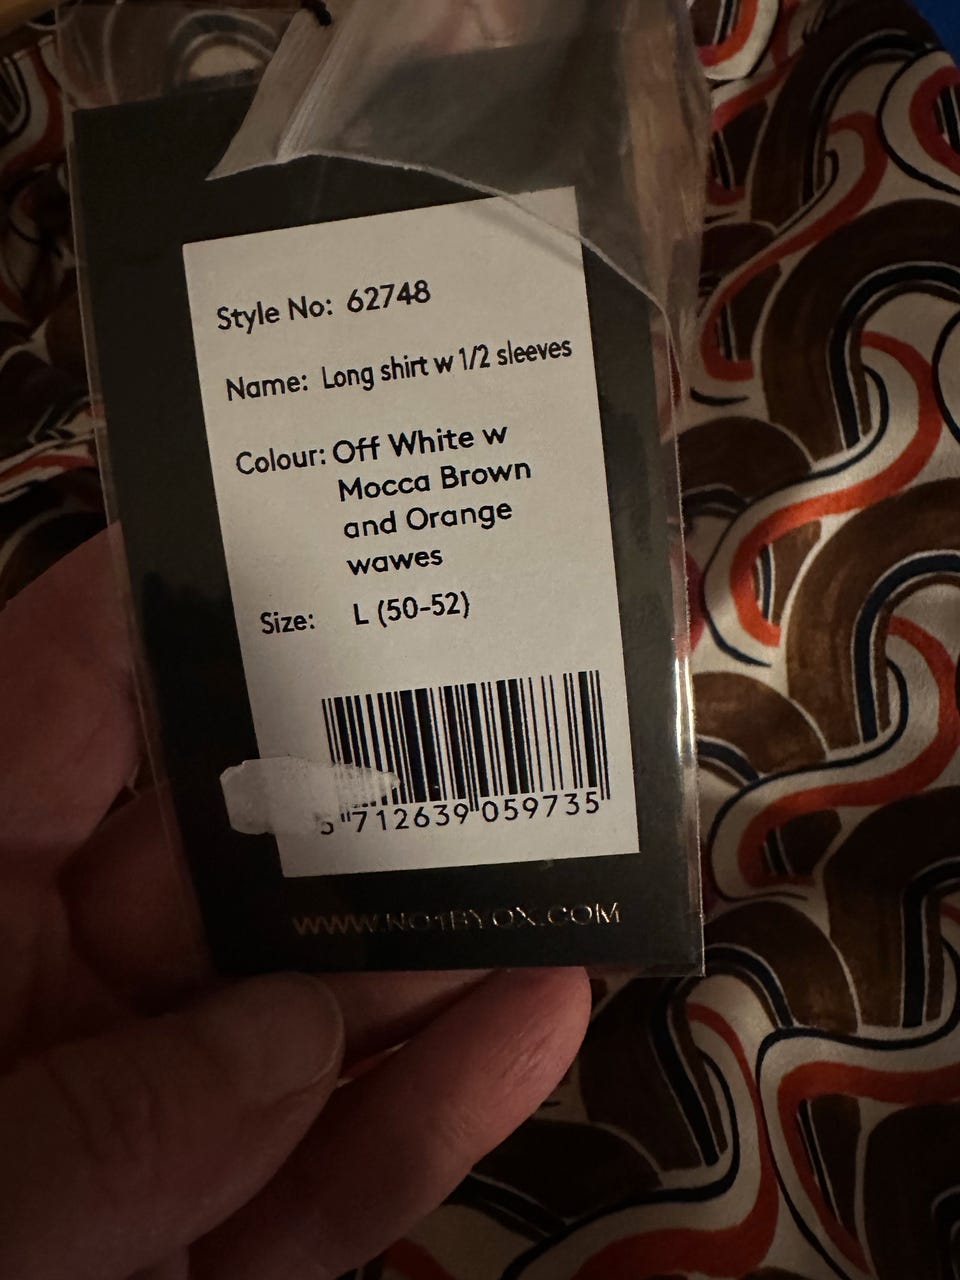 Style No: 62748
Name: Long shirt w 1/2 sleeves
Colour: Off White w
Mocca Brown
and Orange
wawes
Size: L (50-52)
5 712639 059735
WWW.NO1BYOX.COM